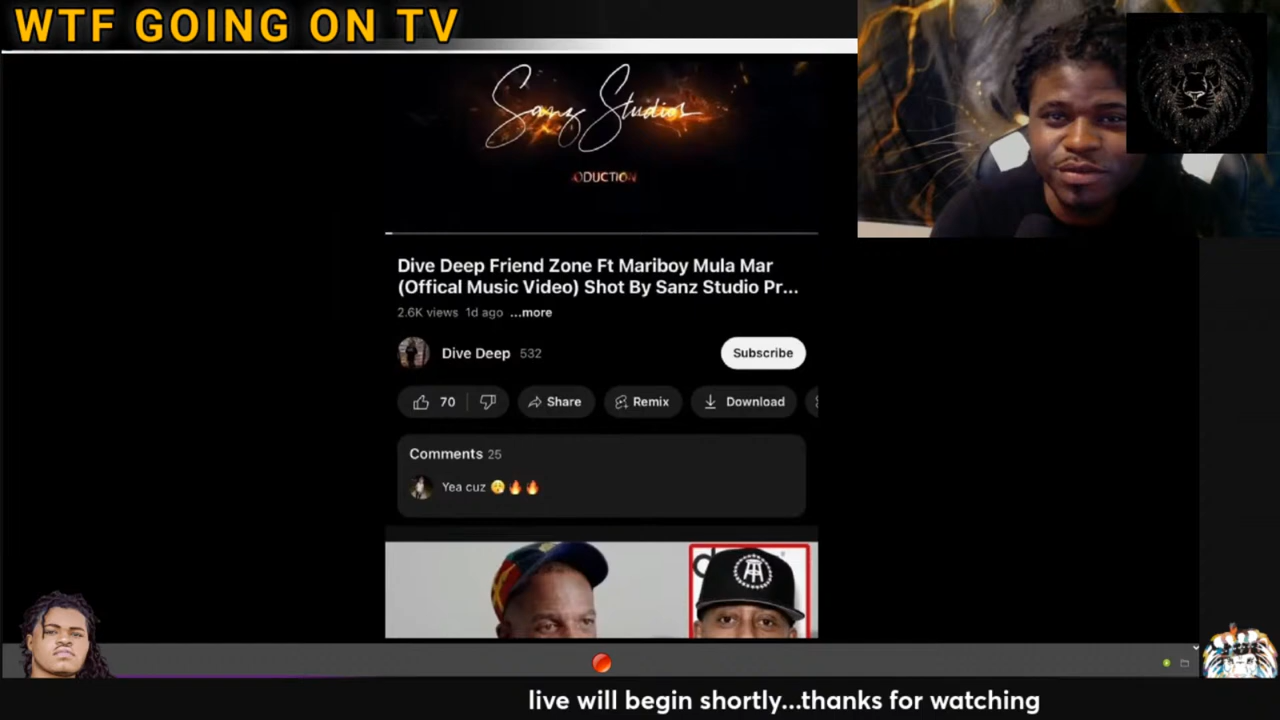 WTF GOING ON TV
Sanz Studios
ODUCTION
Dive Deep Friend Zone Ft Mariboy Mula Mar
(Offical Music Video) Shot By Sanz Studio Pr...
2.6K views 1d ago ...more
Dive Deep 532
Subscribe
70
Share
Remix
Download
Comments 25
Yea cuz 😮‍💨🔥🔥
live will begin shortly...thanks for watching